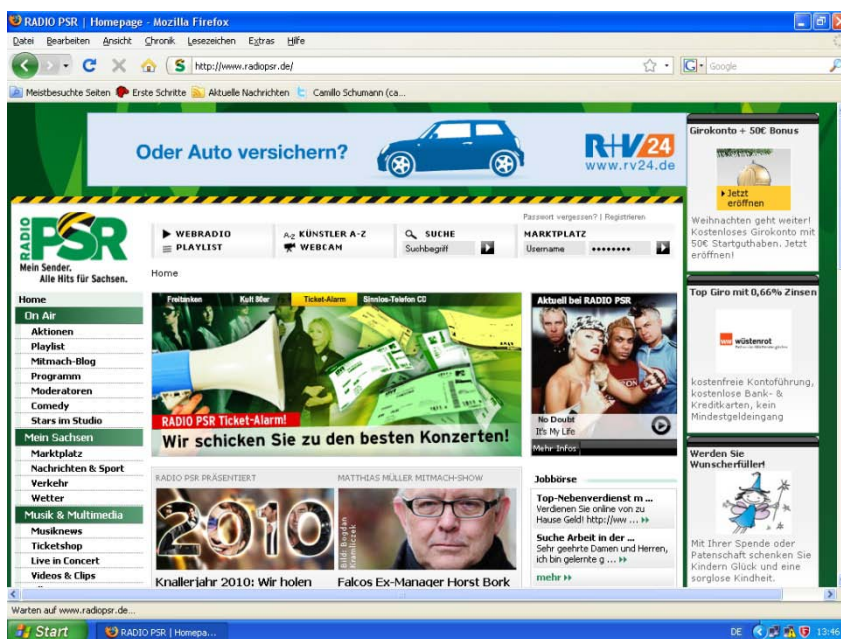 RADIO PSR | Homepage - Mozilla Firefox
Datei Bearbeiten Ansicht Chronik Lesezeichen Extras Hilfe
http://www.radiopsr.de/
Google
Meistbesuchte Seiten Erste Schritte Aktuelle Nachrichten Camillo Schumann (ca...
Oder Auto versichern?
R+V 24
www.rv24.de
RADIO PSR
Mein Sender.
Alle Hits für Sachsen.
Passwort vergessen? | Registrieren
WEBRADIO
PLAYLIST
A-Z KÜNSTLER A-Z
WEBCAM
SUCHE
Suchbegriff
MARKTPLATZ
Username ••••••••
Home
Home
On Air
Aktionen
Playlist
Mitmach-Blog
Programm
Moderatoren
Comedy
Stars im Studio
Mein Sachsen
Marktplatz
Nachrichten & Sport
Verkehr
Wetter
Musik & Multimedia
Musiknews
Ticketshop
Live in Concert
Videos & Clips
Freitanken Kult 80er Ticket-Alarm Sinnlos-Telefon CD
RADIO PSR Ticket-Alarm!
Wir schicken Sie zu den besten Konzerten!
Aktuell bei RADIO PSR
No Doubt
It's My Life
Mehr Infos
RADIO PSR PRÄSENTIERT
2010
Knallerjahr 2010: Wir holen
MATTHIAS MÜLLER MITMACH-SHOW
Bild: Bogdan
Kramliczek
Falcos Ex-Manager Horst Bork
Jobbörse
Top-Nebenverdienst m ...
Verdienen Sie online von zu
Hause Geld! http://ww ...
Suche Arbeit in der ...
Sehr geehrte Damen und Herren,
ich bin gelernte g ...
mehr
Girokonto + 50€ Bonus
Jetzt
eröffnen
Weihnachten geht weiter!
Kostenloses Girokonto mit
50€ Startguthaben. Jetzt
eröffnen!
Top Giro mit 0,66% Zinsen
wüstenrot
kostenfreie Kontoführung,
kostenlose Bank- &
Kreditkarten, kein
Mindestgeldeingang
Werden Sie
Wunscherfüller!
Mit Ihrer Spende oder
Patenschaft schenken Sie
Kindern Glück und eine
sorglose Kindheit.
Warten auf www.radiopsr.de...
Start
RADIO PSR | Homepa...
DE
13:46